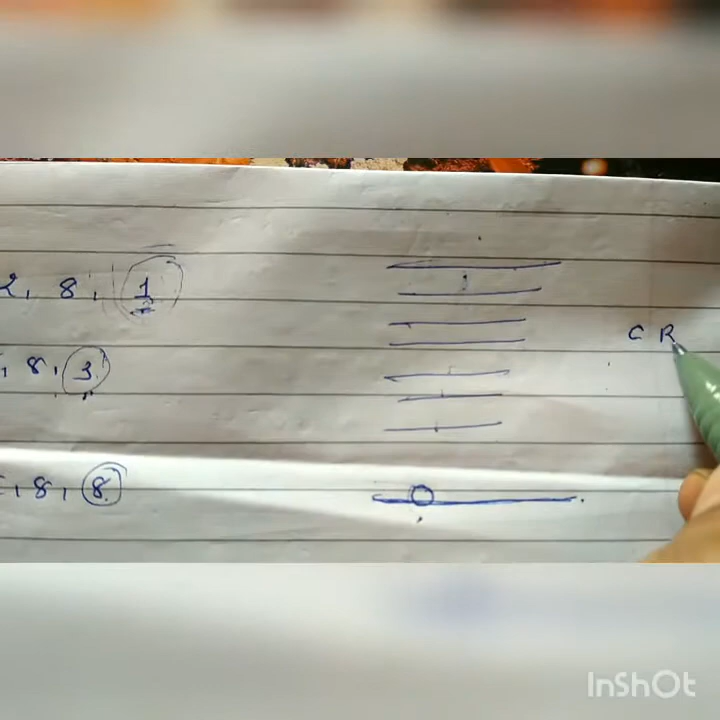 2, 8, 1
C R
, 8, 3
, 8, 8
InShOt